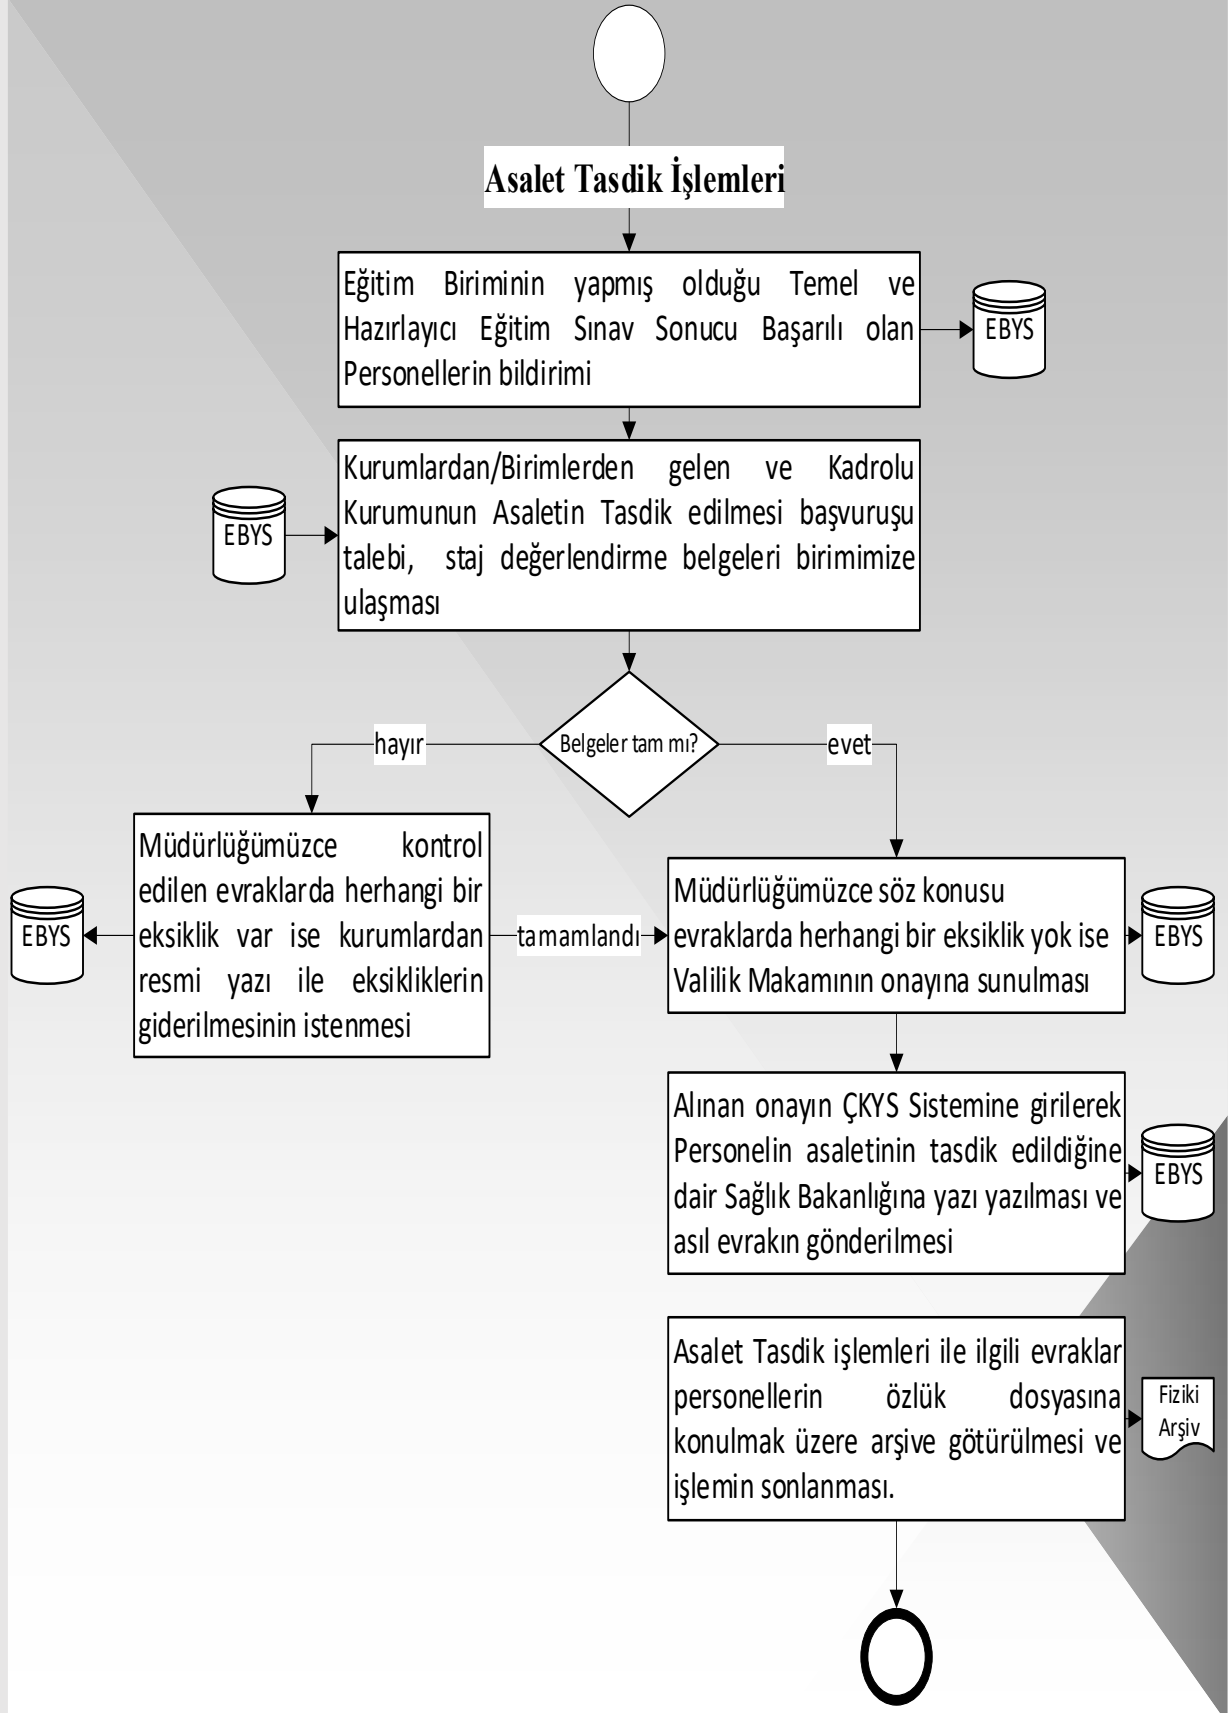 Asalet Tasdik İşlemleri
Eğitim Biriminin yapmış olduğu Temel ve
Hazırlayıcı Eğitim Sınav Sonucu Başarılı olan
Personellerin bildirimi
EBYS
Kurumlardan/Birimlerden gelen ve Kadrolu
Kurumunun Asaletin Tasdik edilmesi başvuruşu
talebi, staj değerlendirme belgeleri birimimize
ulaşması
EBYS
Belgeler tam mı?
hayır
evet
Müdürlüğümüzce kontrol
edilen evraklarda herhangi bir
eksiklik var ise kurumlardan
resmi yazı ile eksikliklerin
giderilmesinin istenmesi
EBYS
tamamlandı
Müdürlüğümüzce söz konusu
evraklarda herhangi bir eksiklik yok ise
Valilik Makamının onayına sunulması
EBYS
Alınan onayın ÇKYS Sistemine girilerek
Personelin asaletinin tasdik edildiğine
dair Sağlık Bakanlığına yazı yazılması ve
asıl evrakın gönderilmesi
EBYS
Asalet Tasdik işlemleri ile ilgili evraklar
personellerin özlük dosyasına
konulmak üzere arşive götürülmesi ve
işlemin sonlanması.
Fiziki
Arşiv